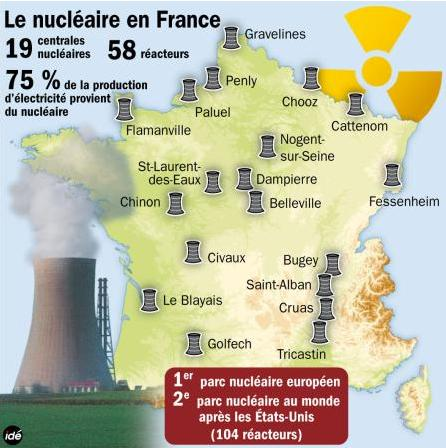 Le nucléaire en France
19 centrales
nucléaires 58 réacteurs
75 % de la production
d'électricité provient
du nucléaire
Gravelines
Penly
Paluel
Chooz
Flamanville
Cattenom
Nogent-
sur-Seine
St-Laurent-
des-Eaux
Dampierre
Chinon
Belleville
Fessenheim
Civaux
Bugey
Saint-Alban
Le Blayais
Cruas
Golfech
Tricastin
1er parc nucléaire européen
2e parc nucléaire au monde
après les États-Unis
(104 réacteurs)
idé